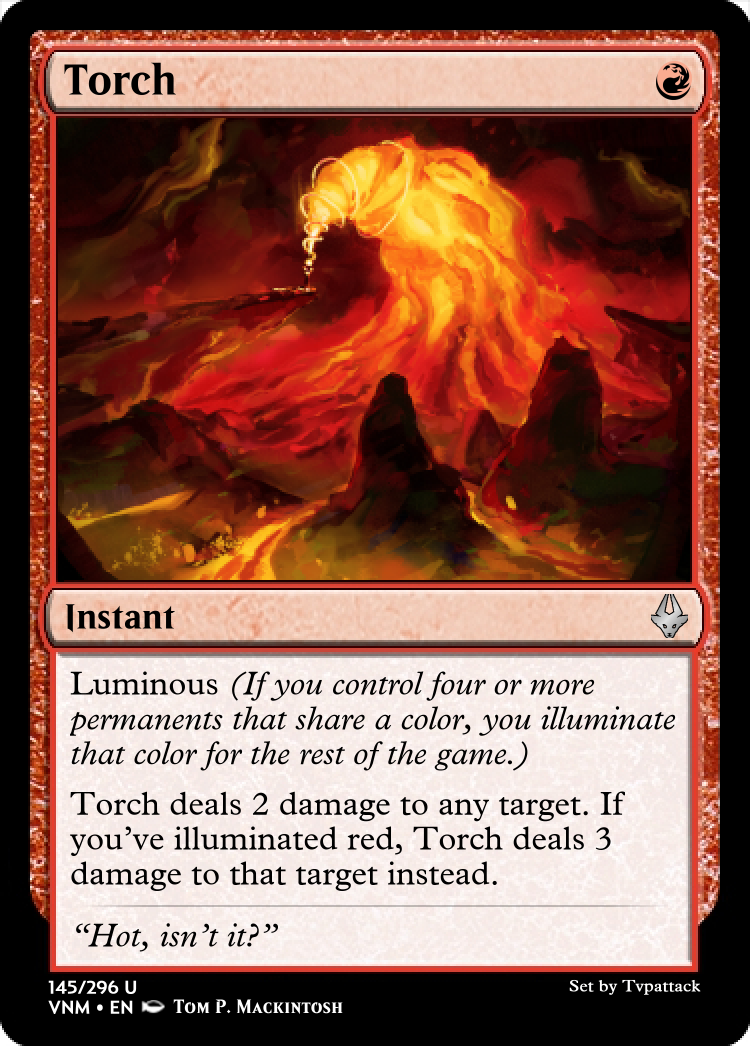 Torch
Instant
Luminous (If you control four or more
permanents that share a color, you illuminate
that color for the rest of the game.)
Torch deals 2 damage to any target. If
you've illuminated red, Torch deals 3
damage to that target instead.
“Hot, isn't it?”
145/296 U
Set by Tvpattack
VNM • EN Tom P. Mackintosh